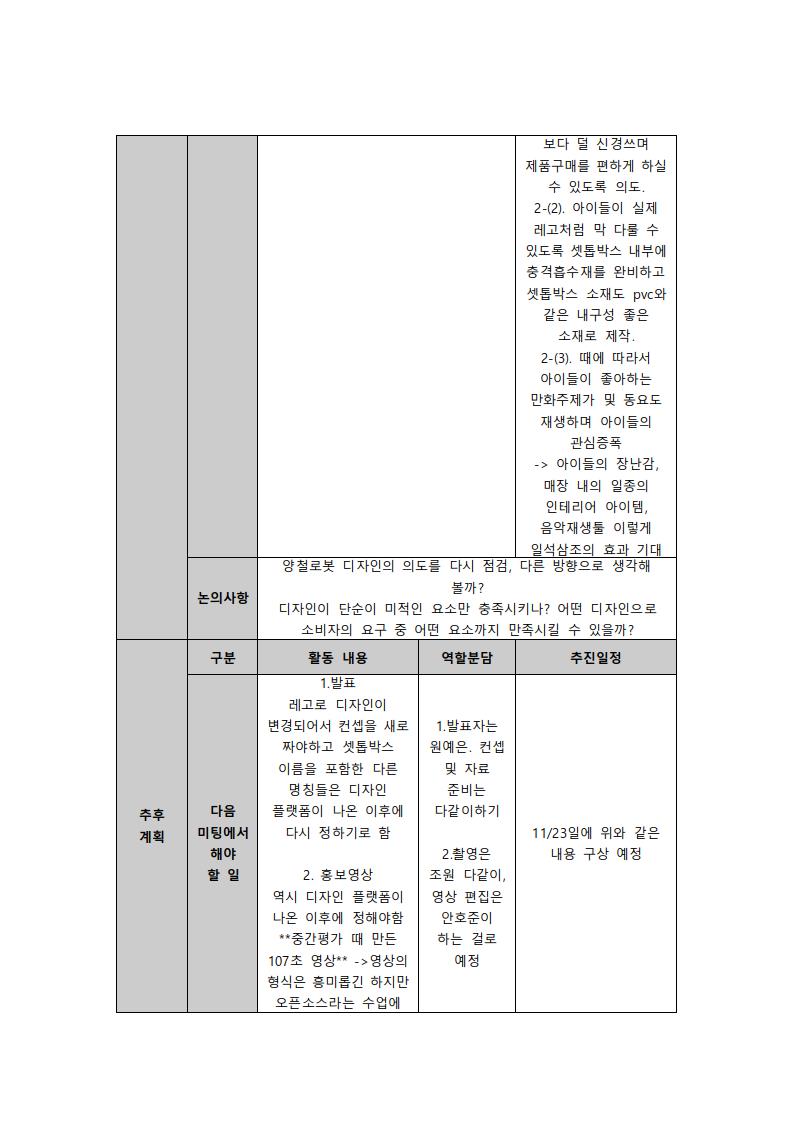 보다 덜 신경쓰며
제품구매를 편하게 하실
수 있도록 의도.
2-(2). 아이들이 실제
레고처럼 막 다룰 수
있도록 셋톱박스 내부에
충격흡수재를 완비하고
셋톱박스 소재도 pvc와
같은 내구성 좋은
소재로 제작.
2-(3). 때에 따라서
아이들이 좋아하는
만화주제가 및 동요도
재생하며 아이들의
관심증폭
-> 아이들의 장난감,
매장 내의 일종의
인테리어 아이템,
음악재생툴 이렇게
일석삼조의 효과 기대
논의사항
양철로봇 디자인의 의도를 다시 점검, 다른 방향으로 생각해
볼까?
디자인이 단순이 미적인 요소만 충족시키나? 어떤 디자인으로
소비자의 요구 중 어떤 요소까지 만족시킬 수 있을까?
구분
활동 내용
역할분담
추진일정
추후
계획
다음
미팅에서
해야
할 일
1.발표
레고로 디자인이
변경되어서 컨셉을 새로
짜야하고 셋톱박스
이름을 포함한 다른
명칭들은 디자인
플랫폼이 나온 이후에
다시 정하기로 함
2. 홍보영상
역시 디자인 플랫폼이
나온 이후에 정해야함
**중간평가 때 만든
107초 영상** ->영상의
형식은 흥미롭긴 하지만
오픈소스라는 수업에
1.발표자는
원예은. 컨셉
및 자료
준비는
다같이하기
2.촬영은
조원 다같이,
영상 편집은
안호준이
하는 걸로
예정
11/23일에 위와 같은
내용 구상 예정